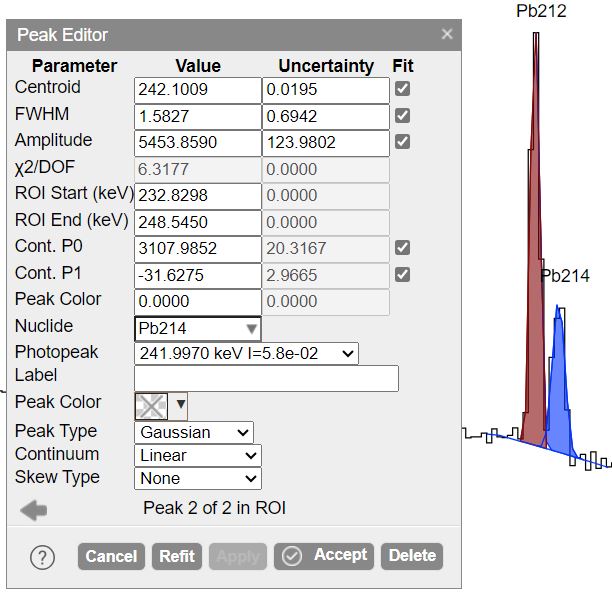 Pb212
Peak Editor ×
Parameter Value Uncertainty Fit
Centroid 242.1009 0.0195
FWHM 1.5827 0.6942
Amplitude 5453.8590 123.9802
χ2/DOF 6.3177 0.0000
ROI Start (keV) 232.8298 0.0000
ROI End (keV) 248.5450 0.0000
Cont. P0 3107.9852 20.3167
Cont. P1 -31.6275 2.9665
Peak Color 0.0000 0.0000
Pb214
Nuclide Pb214
Photopeak 241.9970 keV I=5.8e-02
Label
Peak Color
Peak Type Gaussian
Continuum Linear
Skew Type None
Peak 2 of 2 in ROI
? Cancel Refit Apply Accept Delete